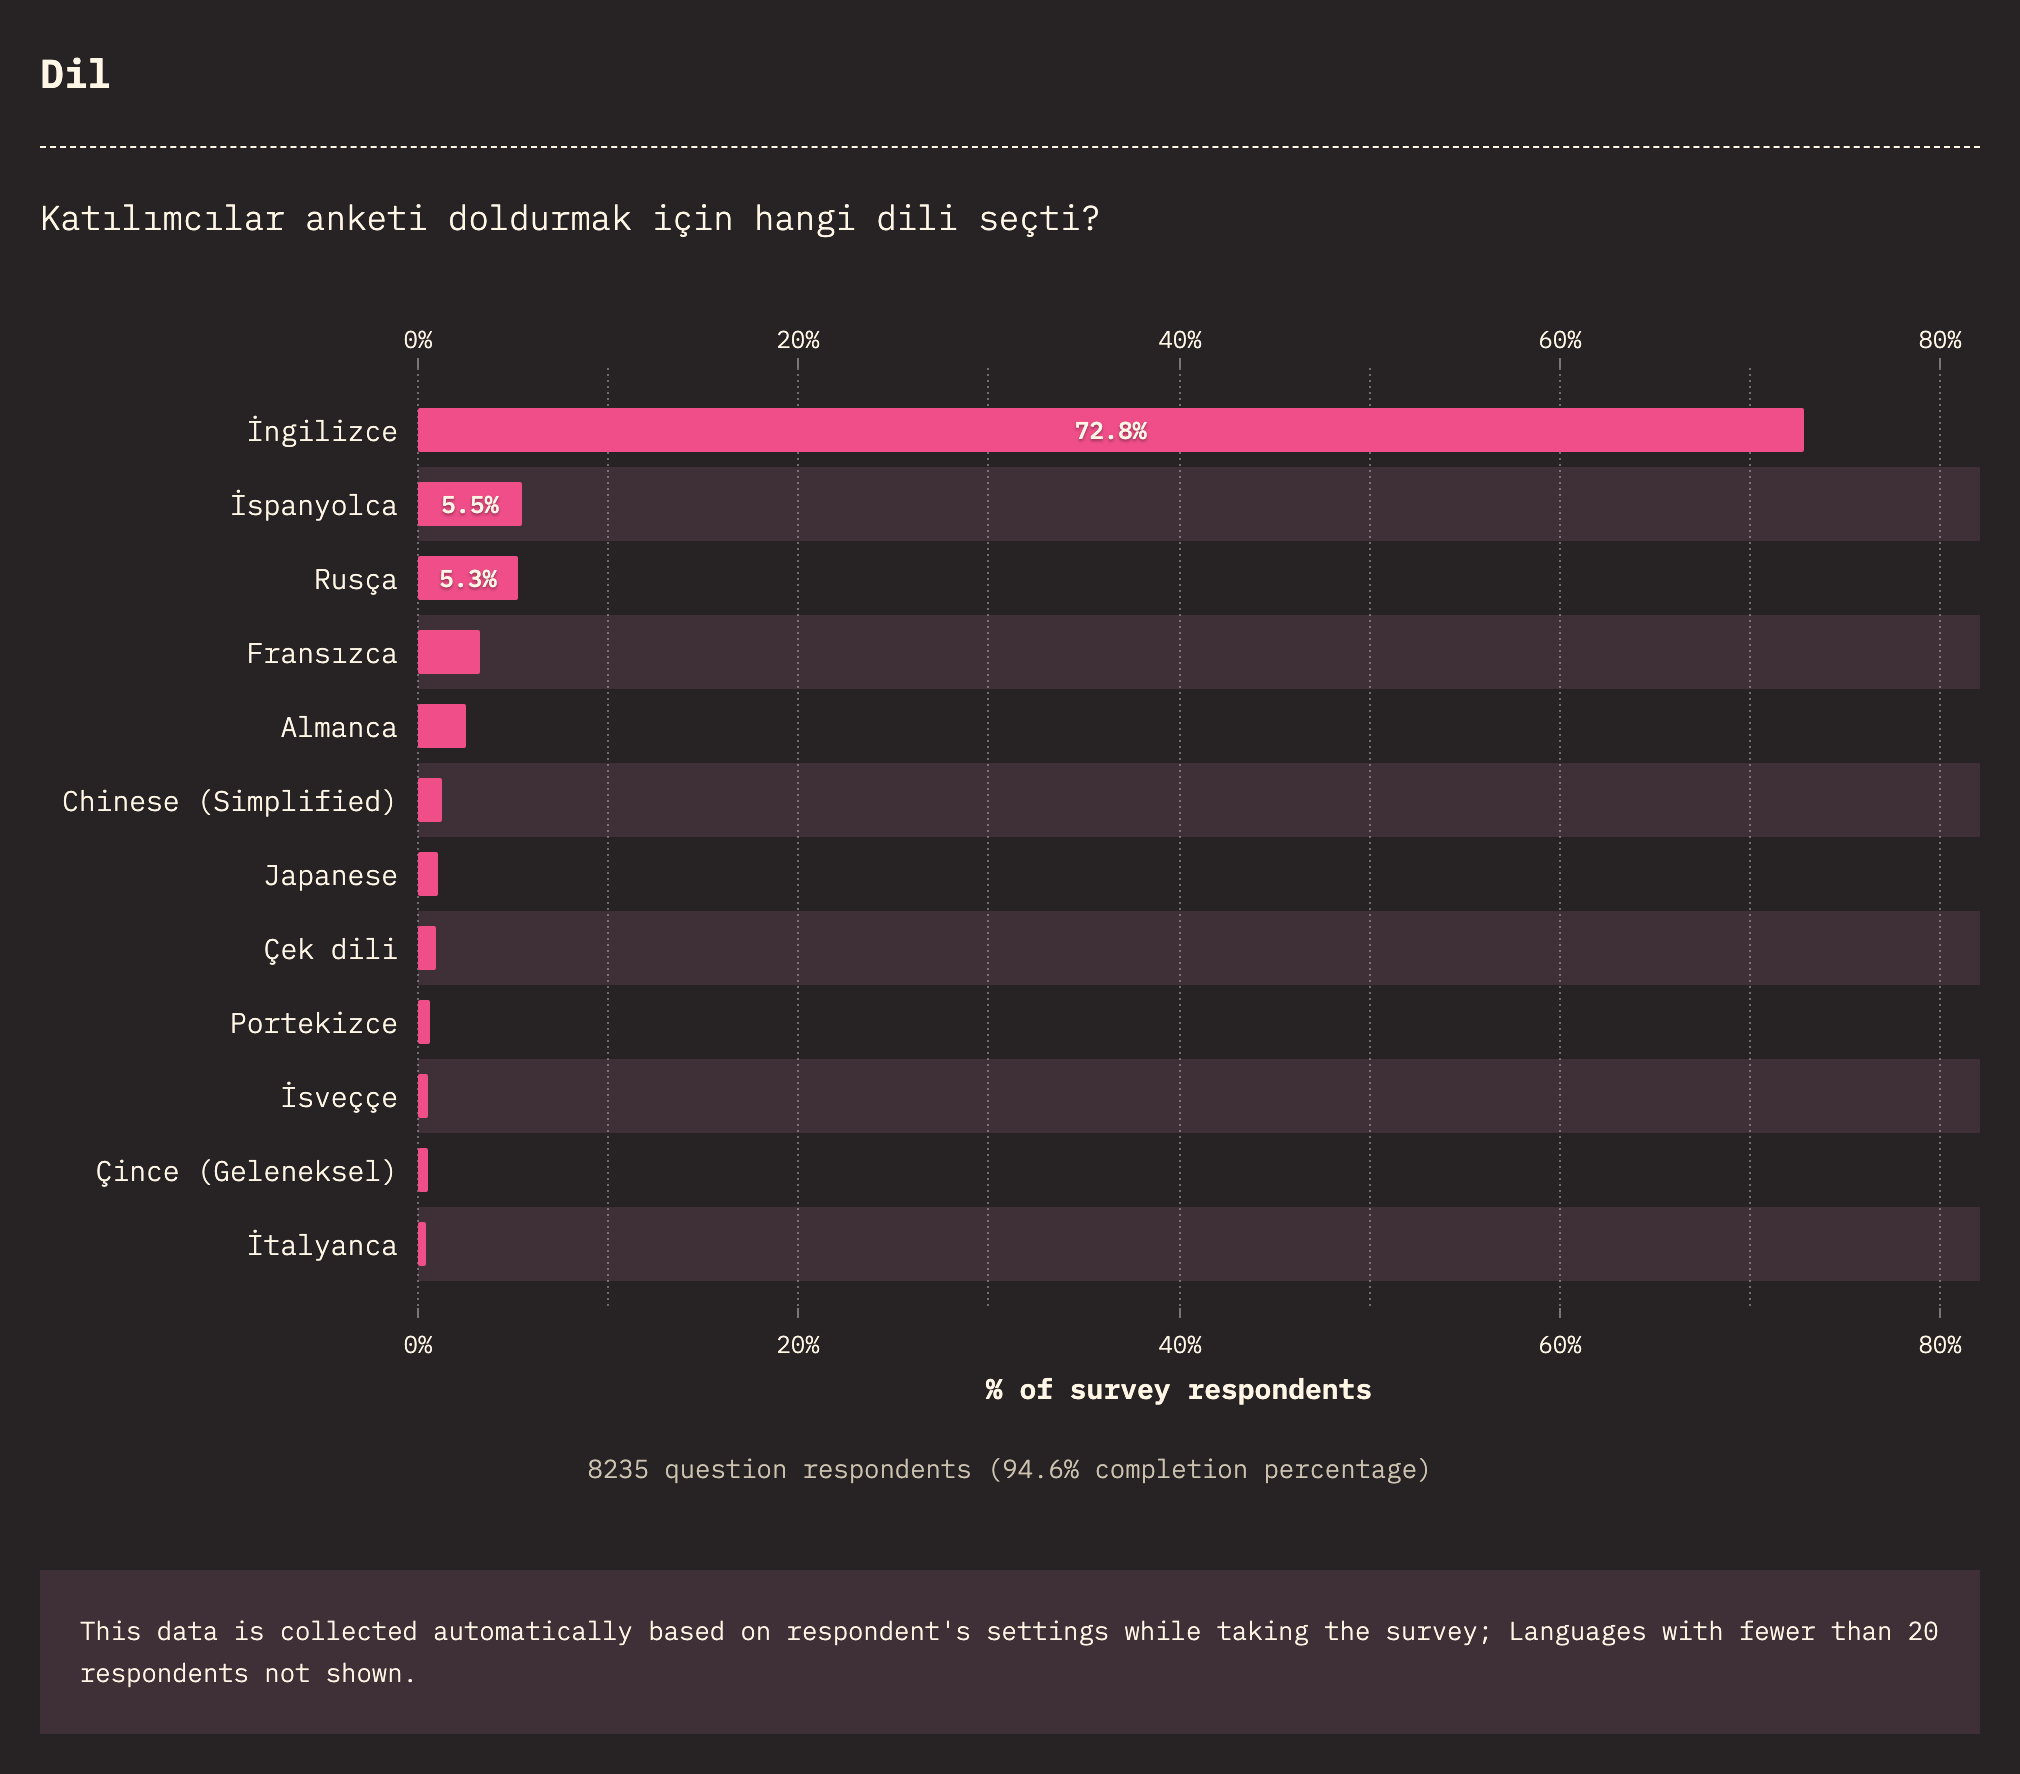 Dil
Katılımcılar anketi doldurmak için hangi dili seçti?
0% 20% 40% 60% 80%
İngilizce 72.8%
İspanyolca 5.5%
Rusça 5.3%
Fransızca
Almanca
Chinese (Simplified)
Japanese
Çek dili
Portekizce
İsveççe
Çince (Geleneksel)
İtalyanca
0% 20% 40% 60% 80%
% of survey respondents
8235 question respondents (94.6% completion percentage)
This data is collected automatically based on respondent's settings while taking the survey; Languages with fewer than 20
respondents not shown.